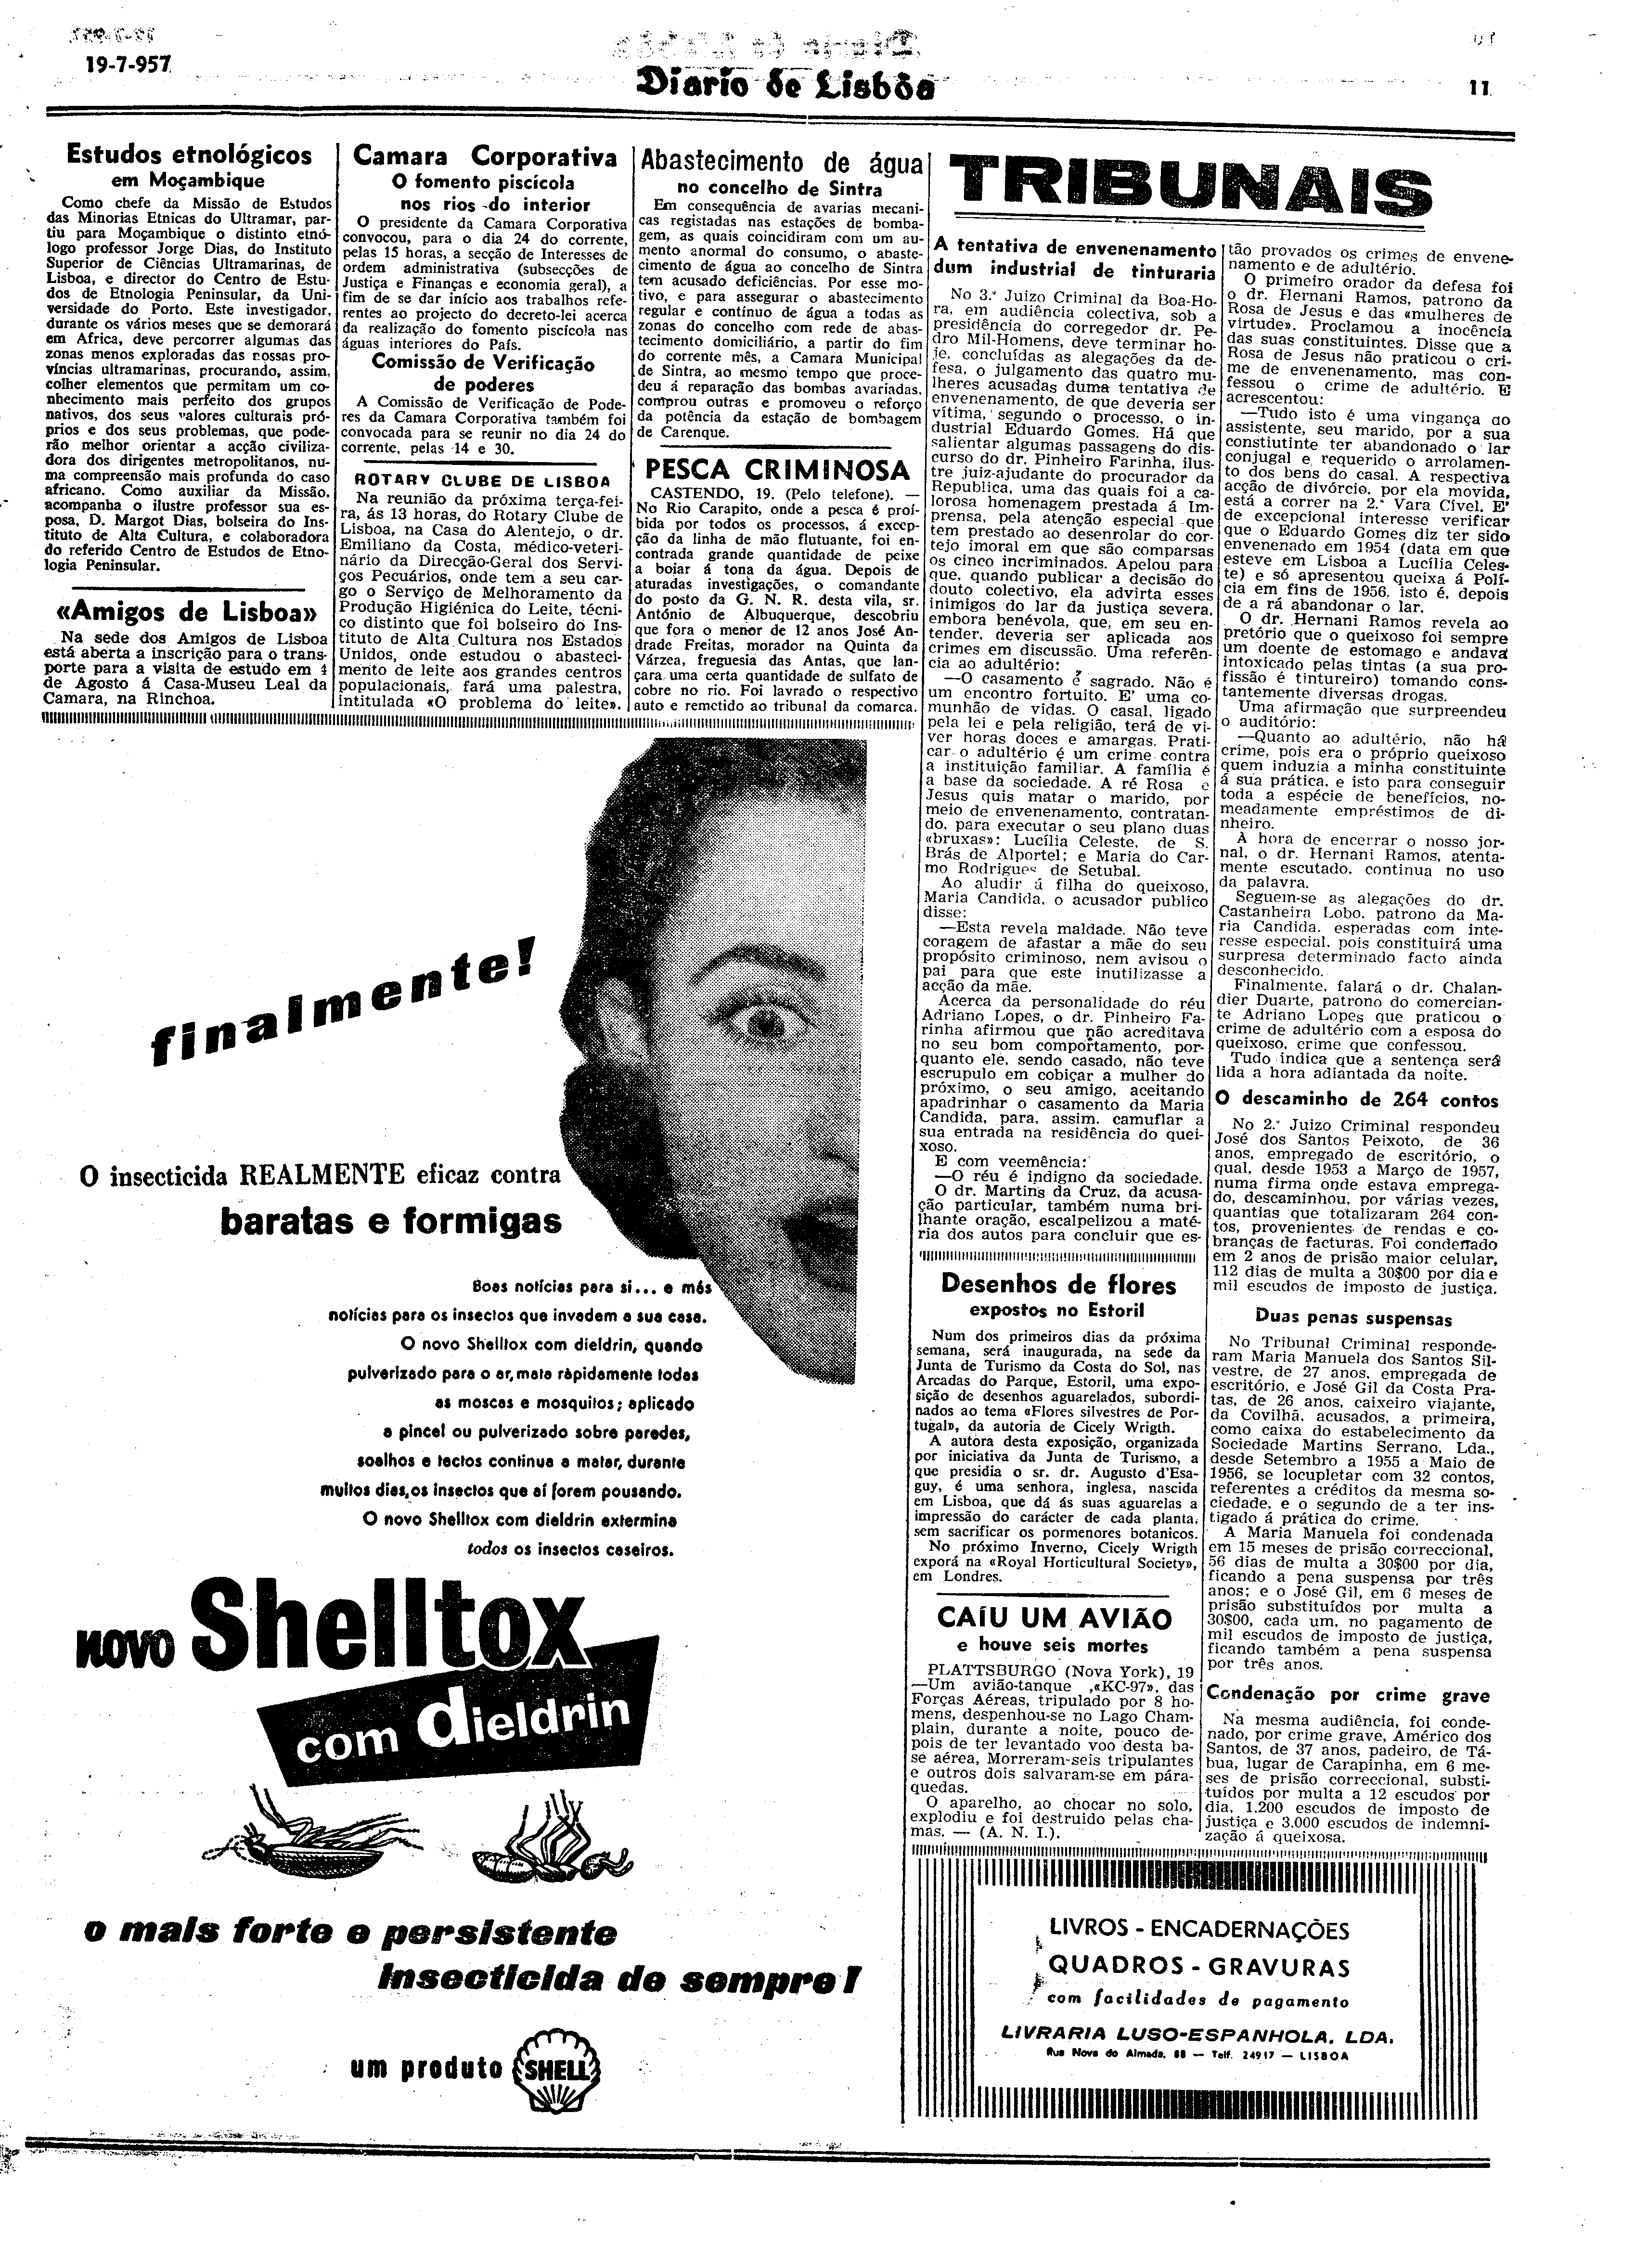 19-7-957
Diario de Lisbôa
11
Estudos etnológicos
em Moçambique
Como chefe da Missão de Estudos
das Minorias Etnicas do Ultramar, par-
tiu para Moçambique o distinto etnó-
logo professor Jorge Dias, do Instituto
Superior de Ciências Ultramarinas, de
Lisboa, e director do Centro de Estu-
dos de Etnologia Peninsular, da Uni-
versidade do Porto. Este investigador,
durante os vários meses que se demorará
em Africa, deve percorrer algumas das
zonas menos exploradas das nossas pro-
víncias ultramarinas, procurando, assim,
colher elementos que permitam um co-
nhecimento mais perfeito dos grupos
nativos, dos seus valores culturais pró-
prios e dos seus problemas, que pode-
rão melhor orientar a acção civiliza-
dora dos dirigentes metropolitanos, nu-
ma compreensão mais profunda do caso
africano. Como auxiliar da Missão,
acompanha o ilustre professor sua es-
posa, D. Margot Dias, bolseira do Ins-
tituto de Alta Cultura, e colaboradora
do referido Centro de Estudos de Etno-
logia Peninsular.
«Amigos de Lisboa»
Na sede dos Amigos de Lisboa
está aberta a inscrição para o trans-
porte para a visita de estudo em 4
de Agosto á Casa-Museu Leal da
Camara, na Rinchoa.
Camara Corporativa
O fomento piscícola
nos rios do interior
O presidente da Camara Corporativa
convocou, para o dia 24 do corrente,
pelas 15 horas, a secção de Interesses de
ordem administrativa (subsecções de
Justiça e Finanças e economia geral), a
fim de se dar início aos trabalhos refe-
rentes ao projecto do decreto-lei acerca
da realização do fomento piscícola nas
águas interiores do País.
Comissão de Verificação
de poderes
A Comissão de Verificação de Pode-
res da Camara Corporativa também foi
convocada para se reunir no dia 24 do
corrente, pelas 14 e 30.
ROTARY CLUBE DE LISBOA
Na reunião da próxima terça-fei-
ra, ás 13 horas, do Rotary Clube de
Lisboa, na Casa do Alentejo, o dr.
Emiliano da Costa, médico-veteri-
nário da Direcção-Geral dos Servi-
ços Pecuários, onde tem a seu car-
go o Serviço de Melhoramento da
Produção Higiénica do Leite, técni-
co distinto que foi bolseiro do Ins-
tituto de Alta Cultura nos Estados
Unidos, onde estudou o abasteci-
mento de leite aos grandes centros
populacionais, fará uma palestra,
intitulada «O problema do leite».
Abastecimento de água
no concelho de Sintra
Em consequência de avarias mecani-
cas registadas nas estações de bomba-
gem, as quais coincidiram com um au-
mento anormal do consumo, o abaste-
cimento de água ao concelho de Sintra
tem acusado deficiências. Por esse mo-
tivo, e para assegurar o abastecimento
regular e contínuo de água a todas as
zonas do concelho com rede de abas-
tecimento domiciliário, a partir do fim
do corrente mês, a Camara Municipal
de Sintra, ao mesmo tempo que proce-
deu á reparação das bombas avariadas,
comprou outras e promoveu o reforço
da potência da estação de bombagem
de Carenque.
PESCA CRIMINOSA
CASTENDO, 19. (Pelo telefone). —
No Rio Carapito, onde a pesca é proí-
bida por todos os processos, á excep-
ção da linha de mão flutuante, foi en-
contrada grande quantidade de peixe
a boiar á tona da água. Depois de
aturadas investigações, o comandante
do posto da G. N. R. desta vila, sr.
António de Albuquerque, descobriu
que fora o menor de 12 anos José An-
drade Freitas, morador na Quinta da
Várzea, freguesia das Antas, que lan-
çara uma certa quantidade de sulfato de
cobre no rio. Foi lavrado o respectivo
auto e remetido ao tribunal da comarca.
TRIBUNAIS
A tentativa de envenenamento
dum industrial de tinturaria
No 3.º Juizo Criminal da Boa-Ho-
ra, em audiência colectiva, sob a
presidência do corregedor dr. Pe-
dro Mil-Homens, deve terminar ho-
je, concluídas as alegações da de-
fesa, o julgamento das quatro mu-
lheres acusadas duma tentativa de
envenenamento, de que deveria ser
vítima, segundo o processo, o in-
dustrial Eduardo Gomes. Há que
salientar algumas passagens do dis-
curso do dr. Pinheiro Farinha, ilus-
tre juiz-ajudante do procurador da
Republica, uma das quais foi a ca-
lorosa homenagem prestada á Im-
prensa, pela atenção especial que
tem prestado ao desenrolar do cor-
tejo imoral em que são comparsas
os cinco incriminados. Apelou para
que, quando publicar a decisão do
douto colectivo, ela advirta esses
inimigos do lar da justiça severa,
embora benévola, que, em seu en-
tender, deveria ser aplicada aos
crimes em discussão. Uma referên-
cia ao adultério:
—O casamento é sagrado. Não é
um encontro fortuito. E' uma co-
munhão de vidas. O casal, ligado
pela lei e pela religião, terá de vi-
ver horas doces e amargas. Prati-
car o adultério é um crime contra
a instituição familiar. A família é
a base da sociedade. A ré Rosa e
Jesus quis matar o marido, por
meio de envenenamento, contratan-
do, para executar o seu plano duas
«bruxas»: Lucília Celeste, de S.
Brás de Alportel; e Maria do Car-
mo Rodrigues de Setubal.
Ao aludir á filha do queixoso,
Maria Candida, o acusador publico
disse:
—Esta revela maldade. Não teve
coragem de afastar a mãe do seu
propósito criminoso, nem avisou o
pai para que este inutilizasse a
acção da mãe.
Acerca da personalidade do réu
Adriano Lopes, o dr. Pinheiro Fa-
rinha afirmou que não acreditava
no seu bom comportamento, por-
quanto ele, sendo casado, não teve
escrupulo em cobiçar a mulher do
próximo, o seu amigo, aceitando
apadrinhar o casamento da Maria
Candida, para, assim, camuflar a
sua entrada na residência do quei-
xoso.
E com veemência:
—O réu é indigno da sociedade.
O dr. Martins da Cruz, da acusa-
ção particular, também numa bri-
lhante oração, escalpelizou a maté-
ria dos autos para concluir que es-
tão provados os crimes de envene-
namento e de adultério.
O primeiro orador da defesa foi
o dr. Hernani Ramos, patrono da
Rosa de Jesus e das «mulheres de
virtude». Proclamou a inocência
das suas constituintes. Disse que a
Rosa de Jesus não praticou o cri-
me de envenenamento, mas con-
fessou o crime de adultério. E
acrescentou:
—Tudo isto é uma vingança ao
assistente, seu marido, por a sua
constiutinte ter abandonado o lar
conjugal e requerido o arrolamen-
to dos bens do casal. A respectiva
acção de divórcio, por ela movida,
está a correr na 2.ª Vara Cível. E'
de excepcional interesse verificar
que o Eduardo Gomes diz ter sido
envenenado em 1954 (data em que
esteve em Lisboa a Lucília Celes-
te) e só apresentou queixá á Polí-
cia em fins de 1956, isto é, depois
de a rá abandonar o lar.
O dr. Hernani Ramos revela ao
pretório que o queixoso foi sempre
um doente de estomago e andava
intoxicado pelas tintas (a sua pro-
fissão é tintureiro) tomando cons-
tantemente diversas drogas.
Uma afirmação que surpreendeu
o auditório:
—Quanto ao adultério, não há
crime, pois era o próprio queixoso
quem induzia a minha constituinte
á sua prática, e isto para conseguir
toda a espécie de benefícios, no-
meadamente empréstimos de di-
nheiro.
À hora de encerrar o nosso jor-
nal, o dr. Hernani Ramos, atenta-
mente escutado, continua no uso
da palavra.
Seguem-se as alegações do dr.
Castanheira Lobo, patrono da Ma-
ria Candida, esperadas com inte-
resse especial, pois constituirá uma
surpresa determinado facto ainda
desconhecido.
Finalmente, falará o dr. Chalan-
dier Duarte, patrono do comercian-
te Adriano Lopes que praticou o
crime de adultério com a esposa do
queixoso, crime que confessou.
Tudo indica que a sentença será
lida a hora adiantada da noite.
O descaminho de 264 contos
No 2.º Juizo Criminal respondeu
José dos Santos Peixoto, de 36
anos, empregado de escritório, o
qual, desde 1953 a Março de 1957,
numa firma onde estava emprega-
do, descaminhou, por várias vezes,
quantias que totalizaram 264 con-
tos, provenientes de rendas e co-
branças de facturas. Foi condenado
em 2 anos de prisão maior celular,
112 dias de multa a 30$00 por dia e
mil escudos de imposto de justiça.
Duas penas suspensas
No Tribunal Criminal responde-
ram Maria Manuela dos Santos Sil-
vestre, de 27 anos, empregada de
escritório, e José Gil da Costa Pra-
tas, de 26 anos, caixeiro viajante,
da Covilhã, acusados, a primeira,
como caixa do estabelecimento da
Sociedade Martins Serrano, Lda.,
desde Setembro a 1955 a Maio de
1956, se locupletar com 32 contos,
referentes a créditos da mesma so-
ciedade, e o segundo de a ter ins-
tigado á prática do crime.
A Maria Manuela foi condenada
em 15 meses de prisão correccional,
56 dias de multa a 30$00 por dia,
ficando a pena suspensa por três
anos; e o José Gil, em 6 meses de
prisão substituídos por multa a
30$00, cada um, no pagamento de
mil escudos de imposto de justiça,
ficando também a pena suspensa
por três anos.
Condenação por crime grave
Na mesma audiência, foi conde-
nado, por crime grave, Américo dos
Santos, de 37 anos, padeiro, de Tá-
bua, lugar de Carapinha, em 6 me-
ses de prisão correccional, substi-
tuídos por multa a 12 escudos por
dia, 1.200 escudos de imposto de
justiça e 3.000 escudos de indemni-
zação á queixosa.
Desenhos de flores
expostos no Estoril
Num dos primeiros dias da próxima
semana, será inaugurada, na sede da
Junta de Turismo da Costa do Sol, nas
Arcadas do Parque, Estoril, uma expo-
sição de desenhos aguarelados, subordi-
nados ao tema «Flores silvestres de Por-
tugal», da autoria de Cicely Wrigth.
A autora desta exposição, organizada
por iniciativa da Junta de Turismo, a
que presidia o sr. dr. Augusto d'Esa-
guy, é uma senhora, inglesa, nascida
em Lisboa, que dá ás suas aguarelas a
impressão do carácter de cada planta,
sem sacrificar os pormenores botanicos.
No próximo Inverno, Cicely Wrigth
exporá na «Royal Horticultural Society»,
em Londres.
CAÍU UM AVIÃO
e houve seis mortes
PLATTSBURGO (Nova York), 19
—Um avião-tanque «KC-97», das
Forças Aéreas, tripulado por 8 ho-
mens, despenhou-se no Lago Cham-
plain, durante a noite, pouco de-
pois de ter levantado voo desta ba-
se aérea, Morreram-seis tripulantes
e outros dois salvaram-se em pára-
quedas.
O aparelho, ao chocar no solo,
explodiu e foi destruido pelas cha-
mas. — (A. N. I.).
finalmente!
O insecticida REALMENTE eficaz contra
baratas e formigas
Boas notícias para si... e más
notícias para os insectos que invadem a sua casa.
O novo Shelltox com dieldrin, quando
pulverizado para o ar, mata ràpidamente todas
as moscas e mosquitos; aplicado
a pincel ou pulverizado sobre paredes,
soalhos e tectos continua a matar, durante
muitos dias, os insectos que aí forem pousando.
O novo Shelltox com dieldrin extermina
todos os insectos caseiros.
novo Shelltox
com dieldrin
o mais forte e persistente
insecticida de sempre!
um produto SHELL
LIVROS - ENCADERNAÇÕES
QUADROS - GRAVURAS
com facilidades de pagamento
LIVRARIA LUSO-ESPANHOLA, LDA.
Rua Nova do Almada, 88 — Telf. 24917 — LISBOA